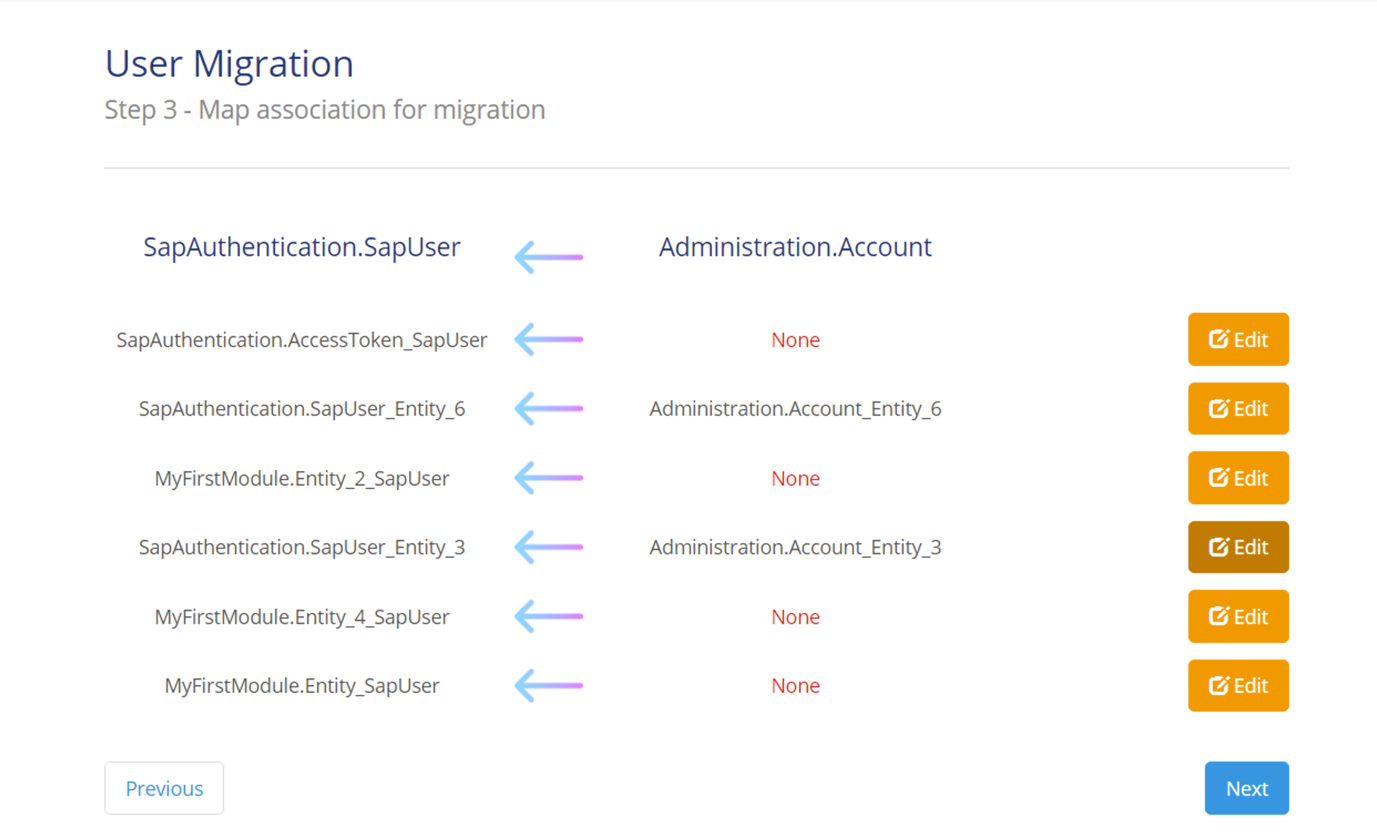 User Migration
Step 3 - Map association for migration
SapAuthentication.SapUser Administration.Account
SapAuthentication.AccessToken_SapUser None Edit
SapAuthentication.SapUser_Entity_6 Administration.Account_Entity_6 Edit
MyFirstModule.Entity_2_SapUser None Edit
SapAuthentication.SapUser_Entity_3 Administration.Account_Entity_3 Edit
MyFirstModule.Entity_4_SapUser None Edit
MyFirstModule.Entity_SapUser None Edit
Previous Next